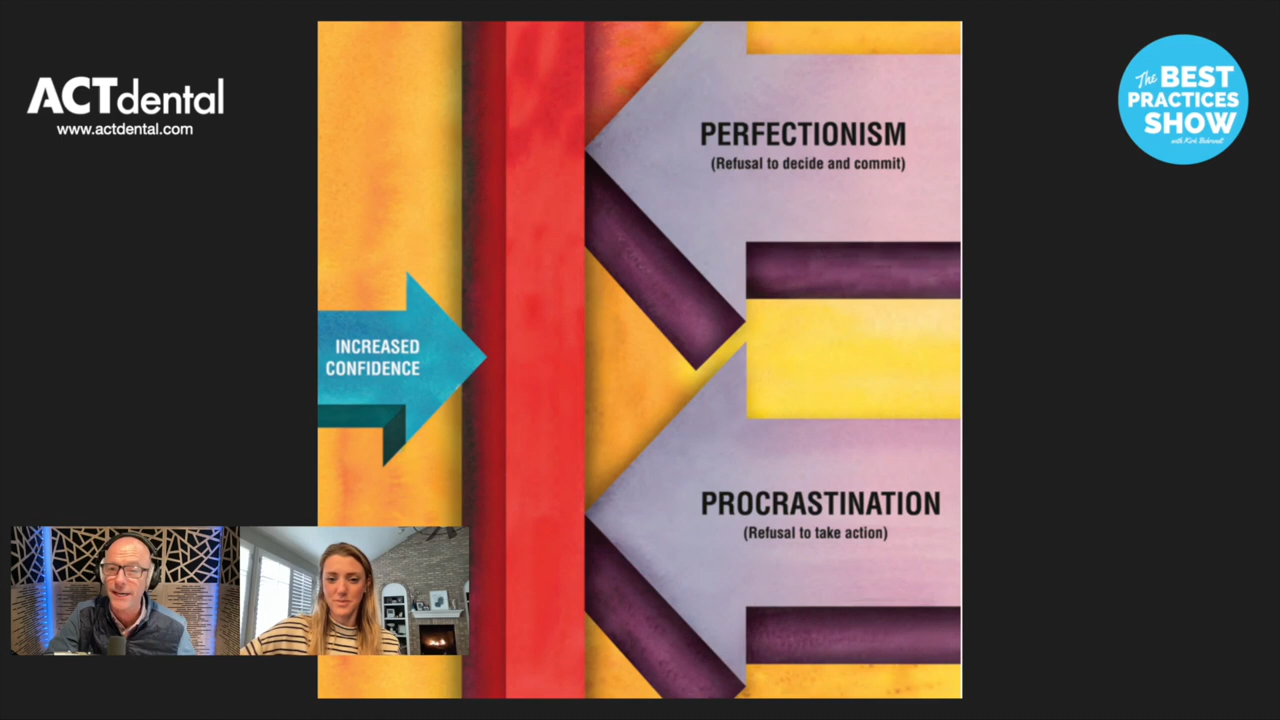 ACTdental
www.actdental.com
The BEST
PRACTICES
SHOW
PERFECTIONISM
(Refusal to decide and commit)
INCREASED
CONFIDENCE
PROCRASTINATION
(Refusal to take action)